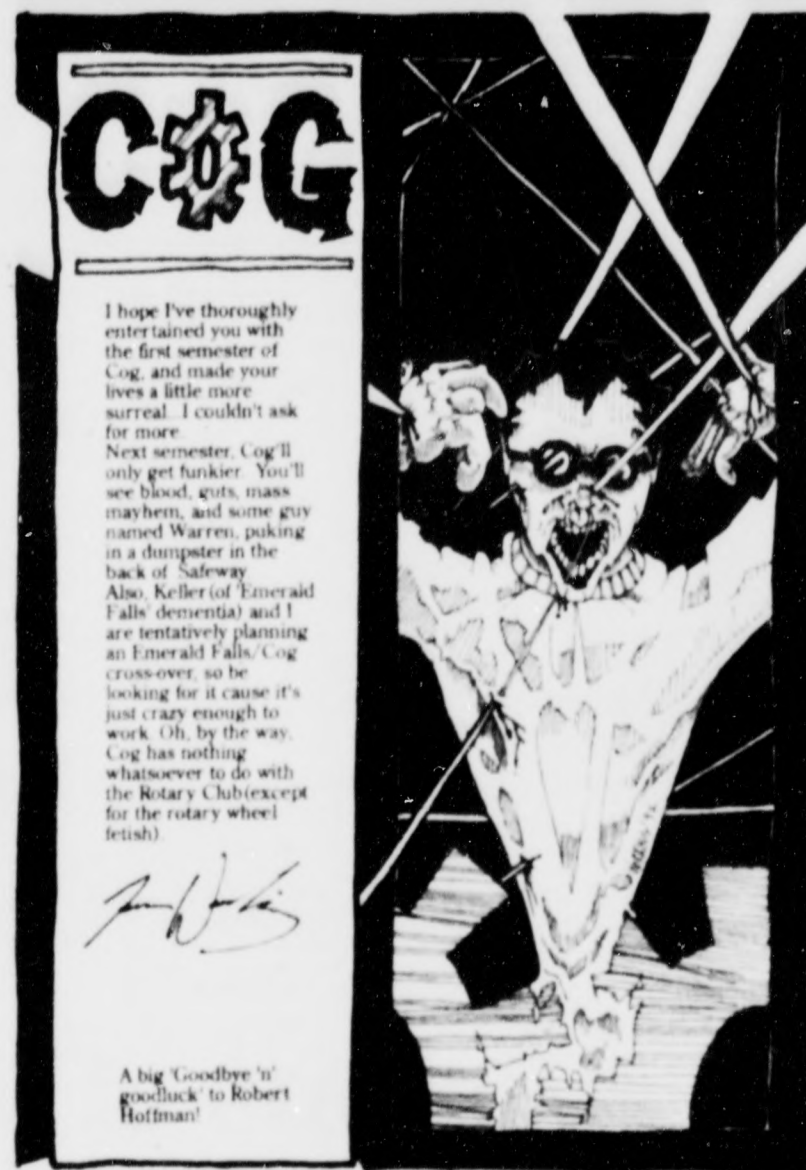 COG
I hope I've thoroughly
entertained you with
the first semester of
Cog, and made your
lives a little more
surreal...I couldn't ask
for more.
Next semester, Cog'll
only get funkier. You'll
see blood, guts, mass
mayhem, and some guy
named Warren, puking
in a dumpster in the
back of Safeway.
Also, Keller(of 'Emerald
Falls' dementia) and I
are tentatively planning
an Emerald Falls/Cog
cross-over, so be
looking for it cause it's
just crazy enough to
work. Oh, by the way,
Cog has nothing
whatsoever to do with
the Rotary Club(except
for the rotary wheel
fetish).
A big 'Goodbye 'n'
goodluck' to Robert
Hoffman!